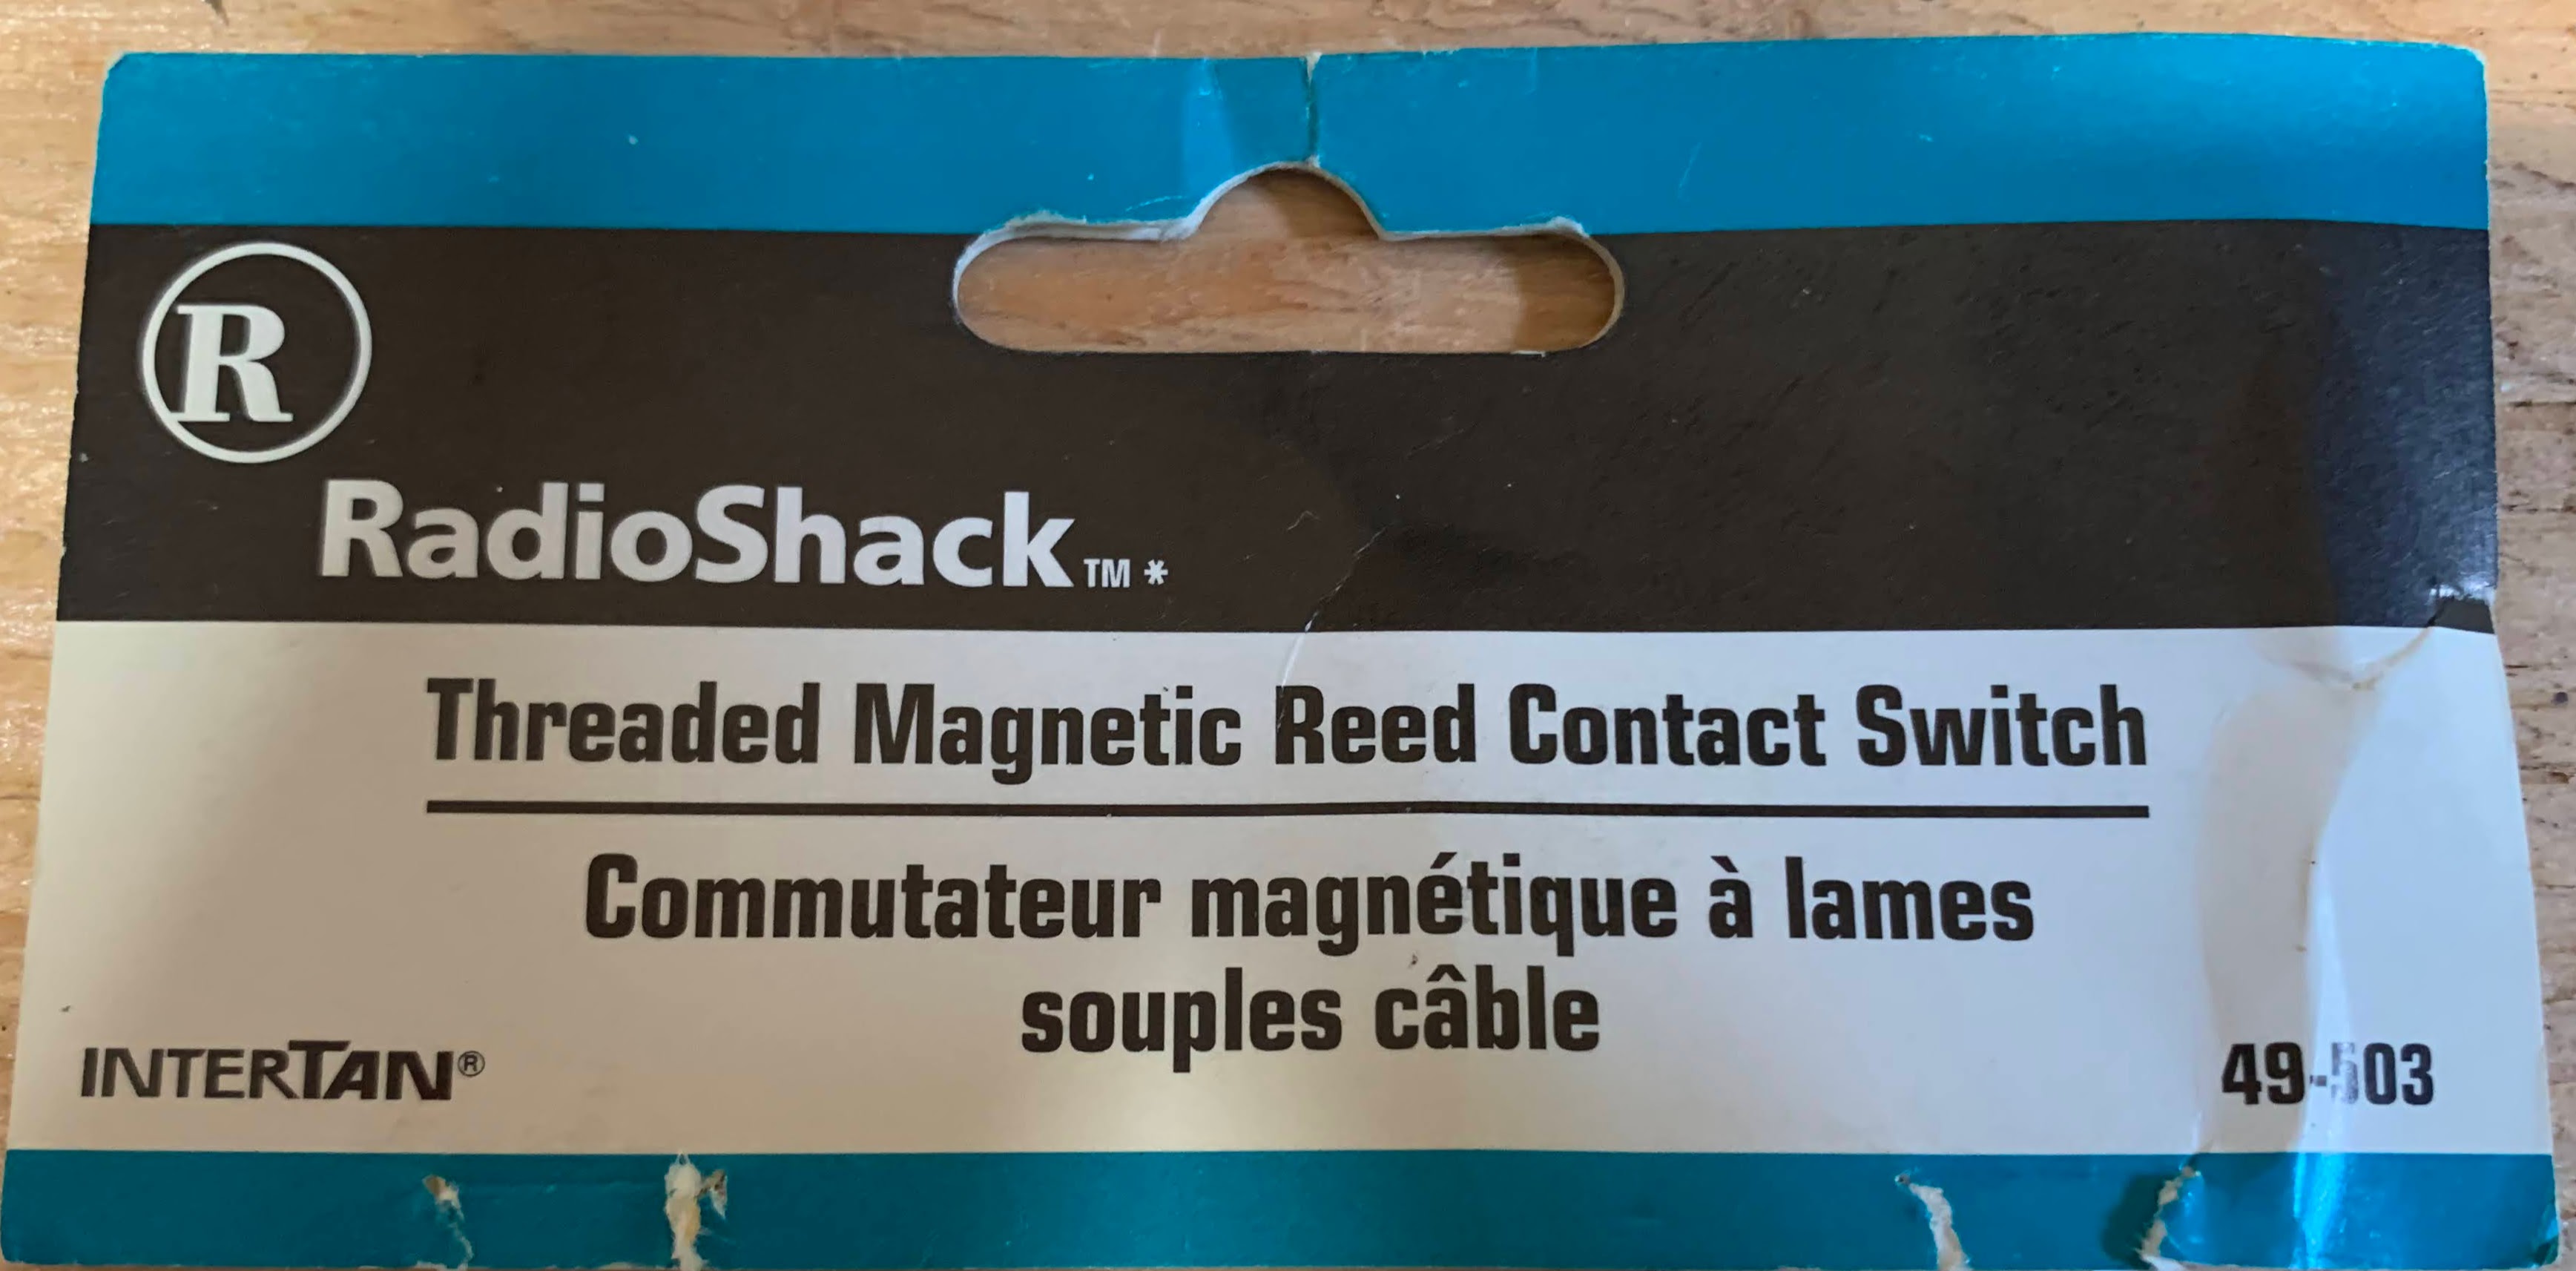 R
RadioShack™*
Threaded Magnetic Reed Contact Switch
Commutateur magnétique à lames
souples câble
INTERTAN®
49-503